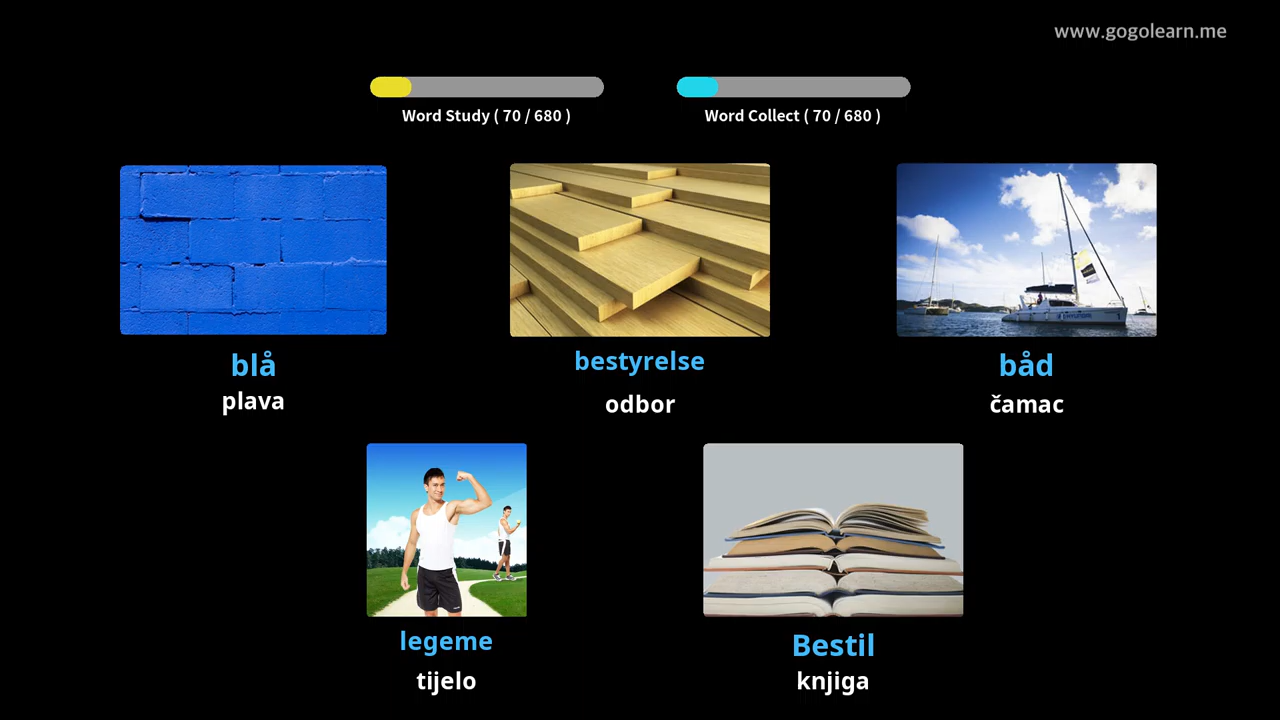 www.gogolearn.me
Word Study ( 70 / 680 )
Word Collect ( 70 / 680 )
blå
plava
bestyrelse
odbor
båd
čamac
legeme
tijelo
Bestil
knjiga